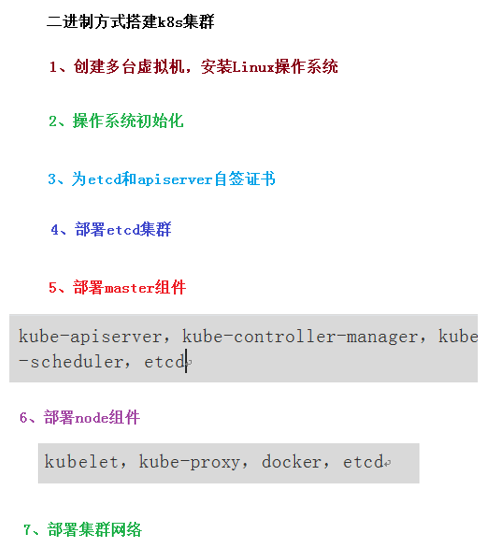 二进制方式搭建k8s集群
1、创建多台虚拟机，安装Linux操作系统
2、操作系统初始化
3、为etcd和apiserver自签证书
4、部署etcd集群
5、部署master组件
kube-apiserver，kube-controller-manager，kube
-scheduler，etcd
6、部署node组件
kubelet，kube-proxy，docker，etcd
7、部署集群网络